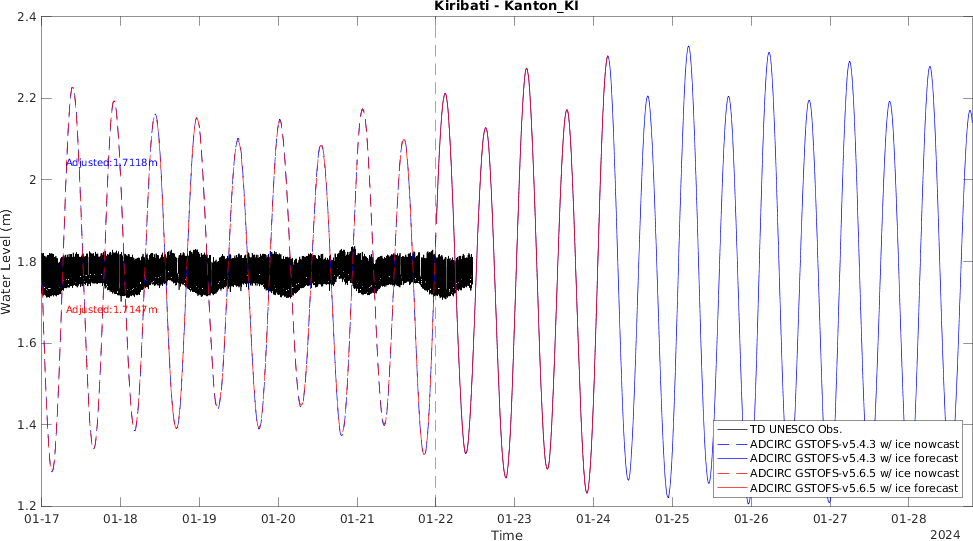 Kiribati - Kanton_KI
2.4
2.2
2
1.8
1.6
1.4
1.2
Water Level (m)
Adjusted:1.7118m
Adjusted:1.7147m
TD UNESCO Obs.
ADCIRC GSTOFS-v5.4.3 w/ ice nowcast
ADCIRC GSTOFS-v5.4.3 w/ ice forecast
ADCIRC GSTOFS-v5.6.5 w/ ice nowcast
ADCIRC GSTOFS-v5.6.5 w/ ice forecast
01-17 01-18 01-19 01-20 01-21 01-22 01-23 01-24 01-25 01-26 01-27 01-28
Time
2024